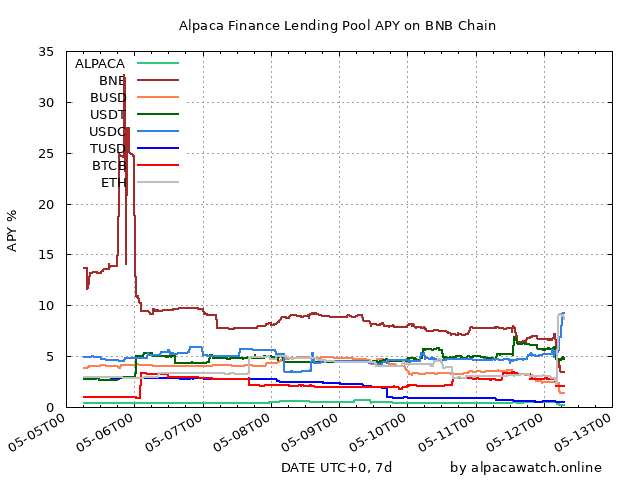 Alpaca Finance Lending Pool APY on BNB Chain
35
30
25
20
15
10
5
0
APY %
ALPACA
BNB
BUSD
USDT
USDC
TUSD
BTCB
ETH
05-05T00
05-06T00
05-07T00
05-08T00
05-09T00
05-10T00
05-11T00
05-12T00
05-13T00
DATE UTC+0, 7d
by alpacawatch.online